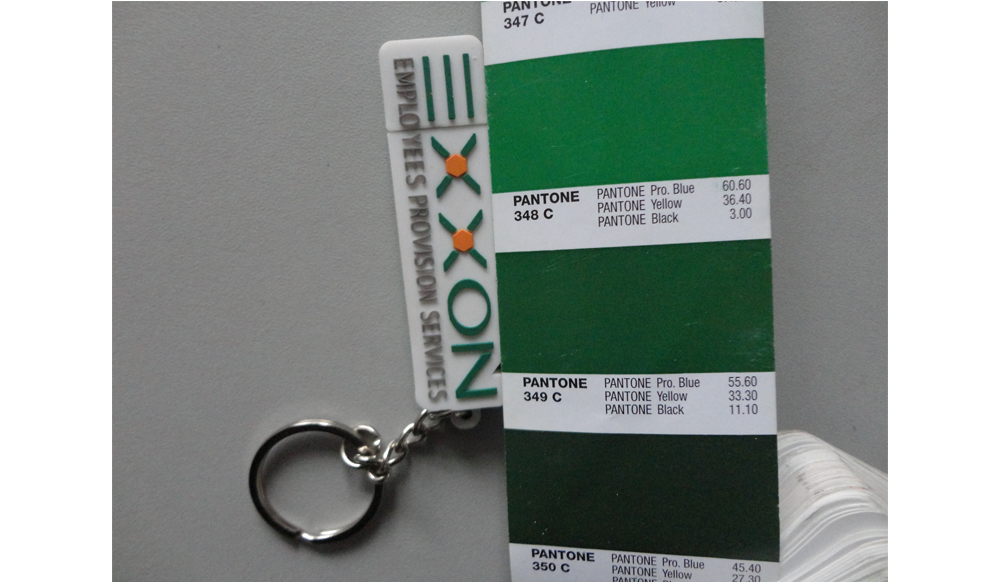 EXXON
EMPLOYEES PROVISION SERVICES
PANTONE PANTONE Yellow
347 C
PANTONE PANTONE Pro. Blue 60.60
348 C PANTONE Yellow 36.40
PANTONE Black 3.00
PANTONE PANTONE Pro. Blue 55.60
349 C PANTONE Yellow 33.30
PANTONE Black 11.10
PANTONE PANTONE Pro. Blue 45.40
350 C PANTONE Yellow 27.30
PANTONE